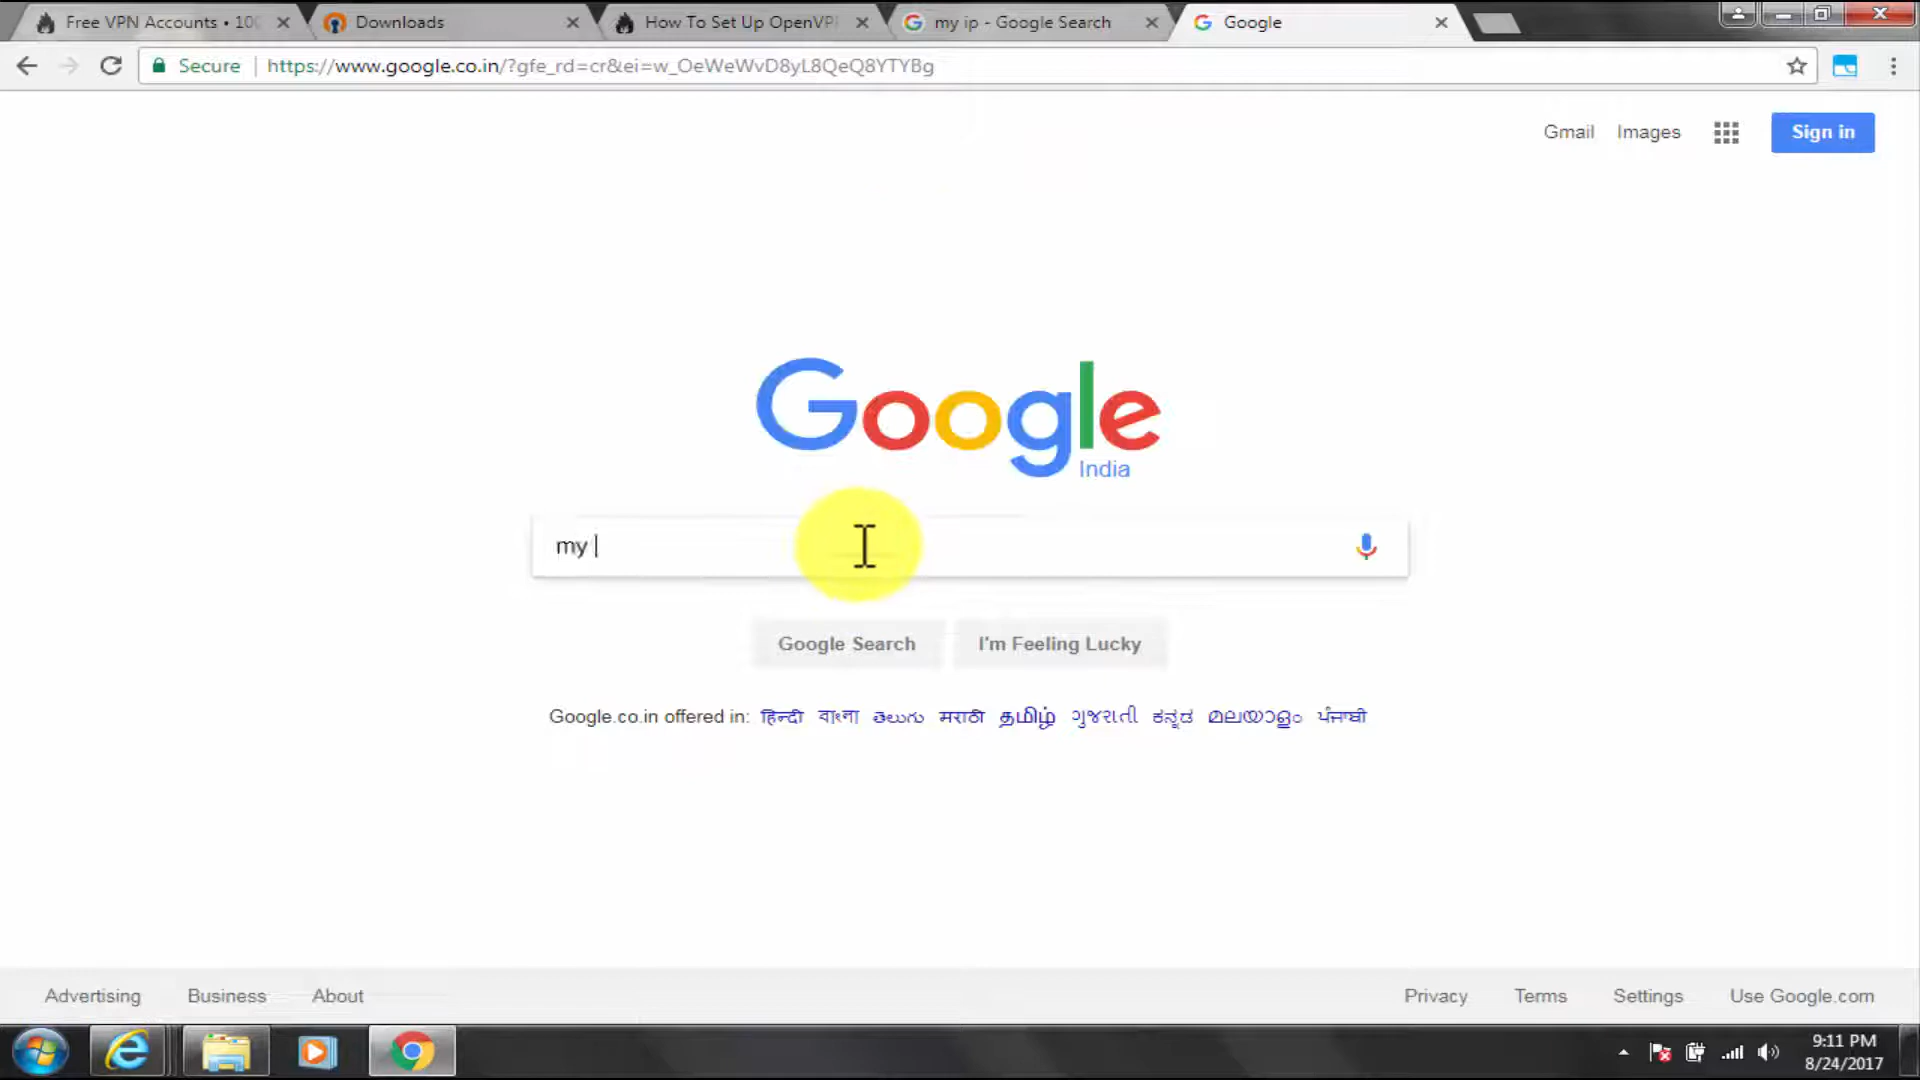 Free VPN Accounts • 10
Downloads
How To Set Up OpenVP
my ip - Google Search
Google
Secure
https://www.google.co.in/?gfe_rd=cr&ei=w_OeWeWvD8yL8QeQ8YTYBg
Gmail Images
Sign in
Google
India
my
Google Search
I'm Feeling Lucky
Google.co.in offered in: हिन्दी বাংলা తెలుగు मराठी தமிழ் ગુજરાતી ಕನ್ನಡ മലയാളം ਪੰਜਾਬੀ
Advertising Business About
Privacy Terms Settings Use Google.com
9:11 PM
8/24/2017